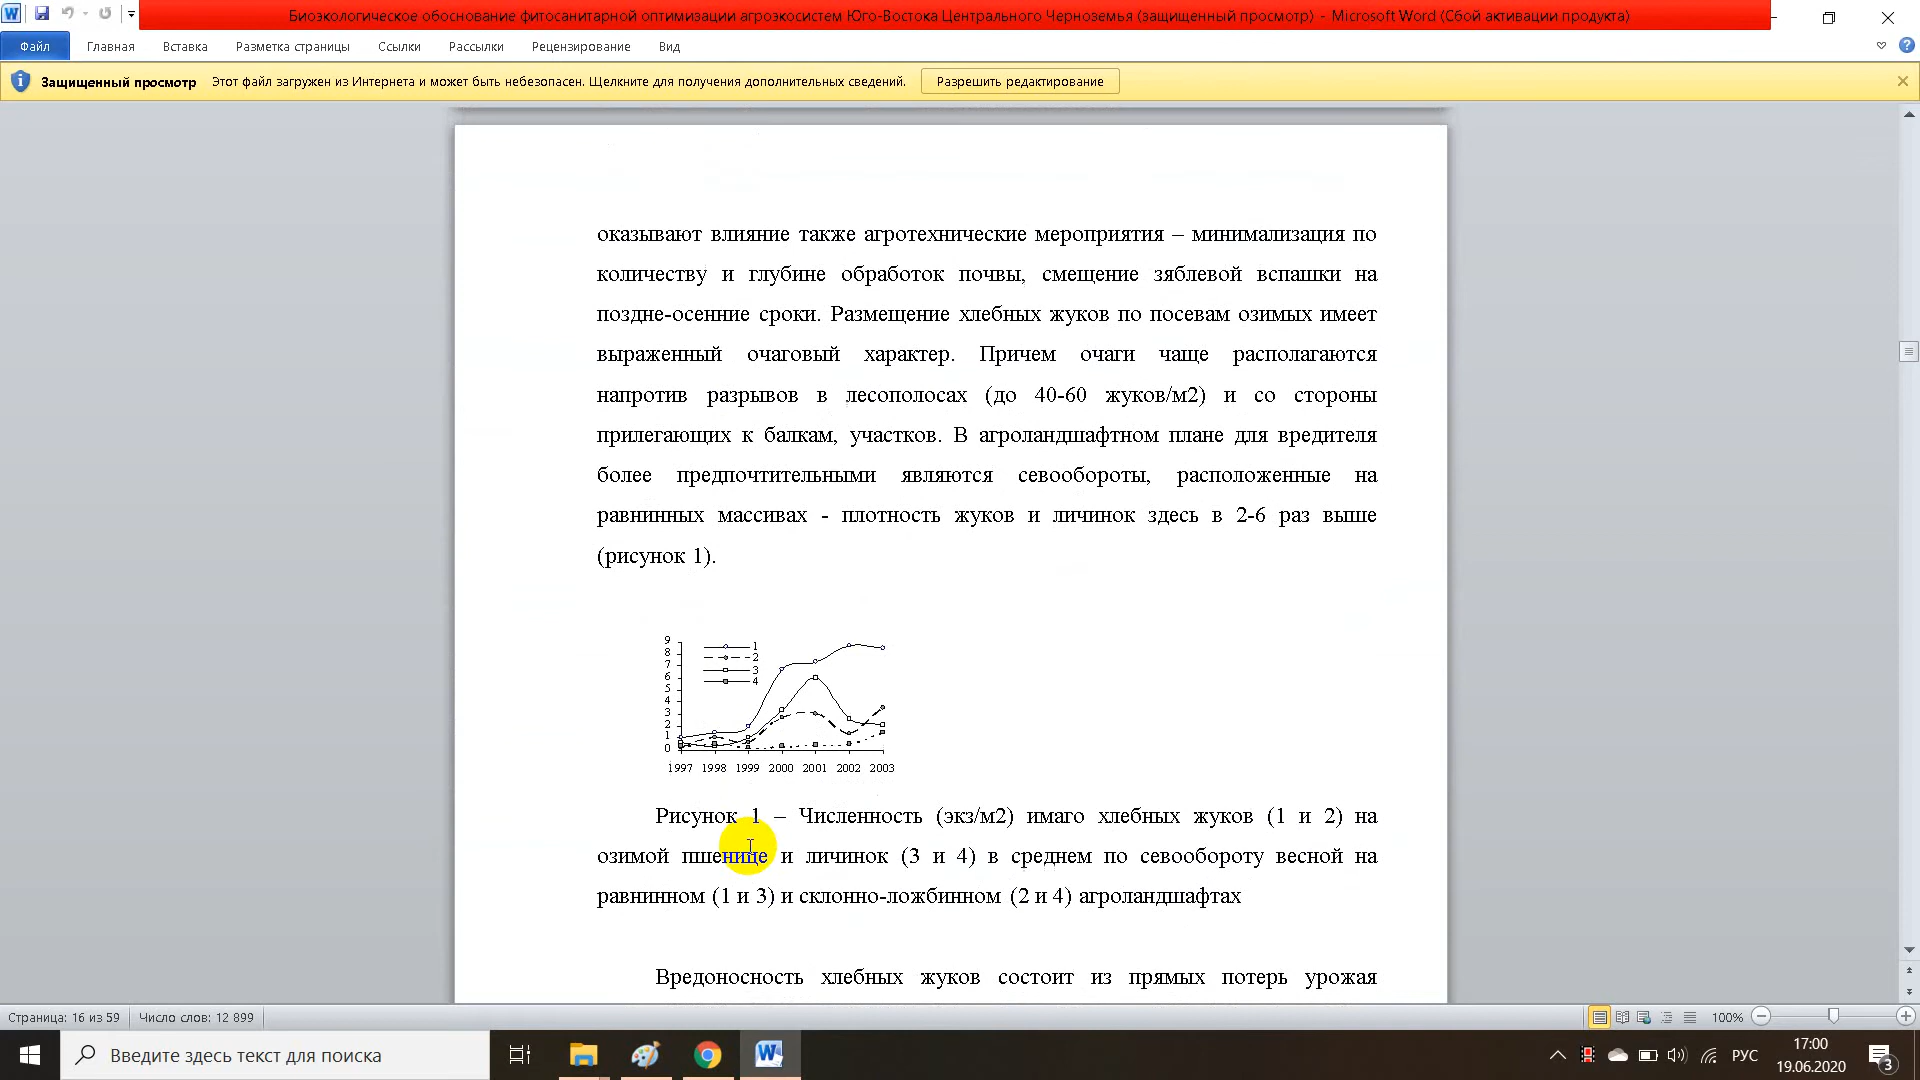 Биоэкологическое обоснование фитосанитарной оптимизации агроэкосистем Юго-Востока Центрального Черноземья (защищенный просмотр) - Microsoft Word (Сбой активации продукта)
Файл Главная Вставка Разметка страницы Ссылки Рассылки Рецензирование Вид
Защищенный просмотр Этот файл загружен из Интернета и может быть небезопасен. Щелкните для получения дополнительных сведений. Разрешить редактирование
оказывают влияние также агротехнические мероприятия – минимализация по
количеству и глубине обработок почвы, смещение зяблевой вспашки на
поздне-осенние сроки. Размещение хлебных жуков по посевам озимых имеет
выраженный очаговый характер. Причем очаги чаще располагаются
напротив разрывов в лесополосах (до 40-60 жуков/м2) и со стороны
прилегающих к балкам, участков. В агроландшафтном плане для вредителя
более предпочтительными являются севообороты, расположенные на
равнинных массивах - плотность жуков и личинок здесь в 2-6 раз выше
(рисунок 1).
9
8
7
6
5
4
3
2
1
0
1
2
3
4
1997 1998 1999 2000 2001 2002 2003
Рисунок 1 – Численность (экз/м2) имаго хлебных жуков (1 и 2) на
озимой пшенице и личинок (3 и 4) в среднем по севообороту весной на
равнинном (1 и 3) и склонно-ложбинном (2 и 4) агроландшафтах
Вредоносность хлебных жуков состоит из прямых потерь урожая
Страница: 16 из 59 Число слов: 12 899 100%
Введите здесь текст для поиска
РУС
17:00
19.06.2020
3